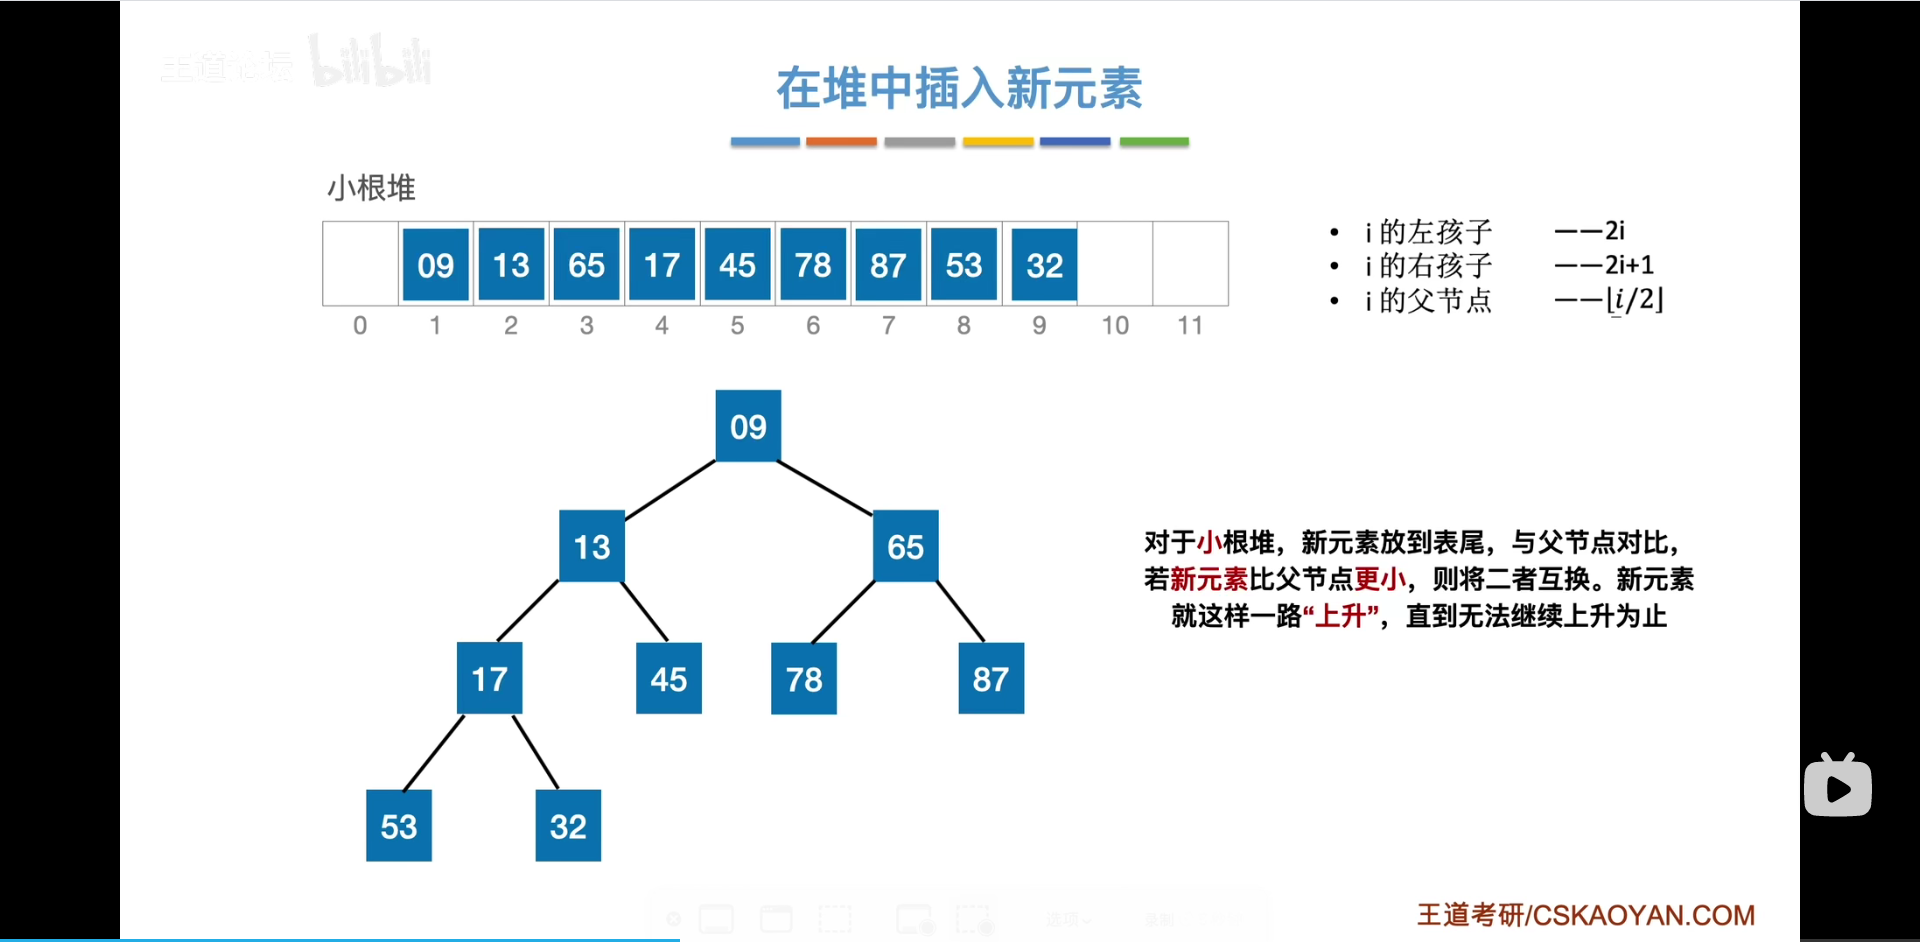 王道论坛 bilibili
在堆中插入新元素
小根堆
09 13 65 17 45 78 87 53 32
0 1 2 3 4 5 6 7 8 9 10 11
• i 的左孩子 ——2i
• i 的右孩子 ——2i+1
• i 的父节点 ——⌊i/2⌋
09
13 65
17 45 78 87
53 32
对于小根堆，新元素放到表尾，与父节点对比，
若新元素比父节点更小，则将二者互换。新元素
就这样一路“上升”，直到无法继续上升为止
选项
录制
王道考研/CSKAOYAN.COM